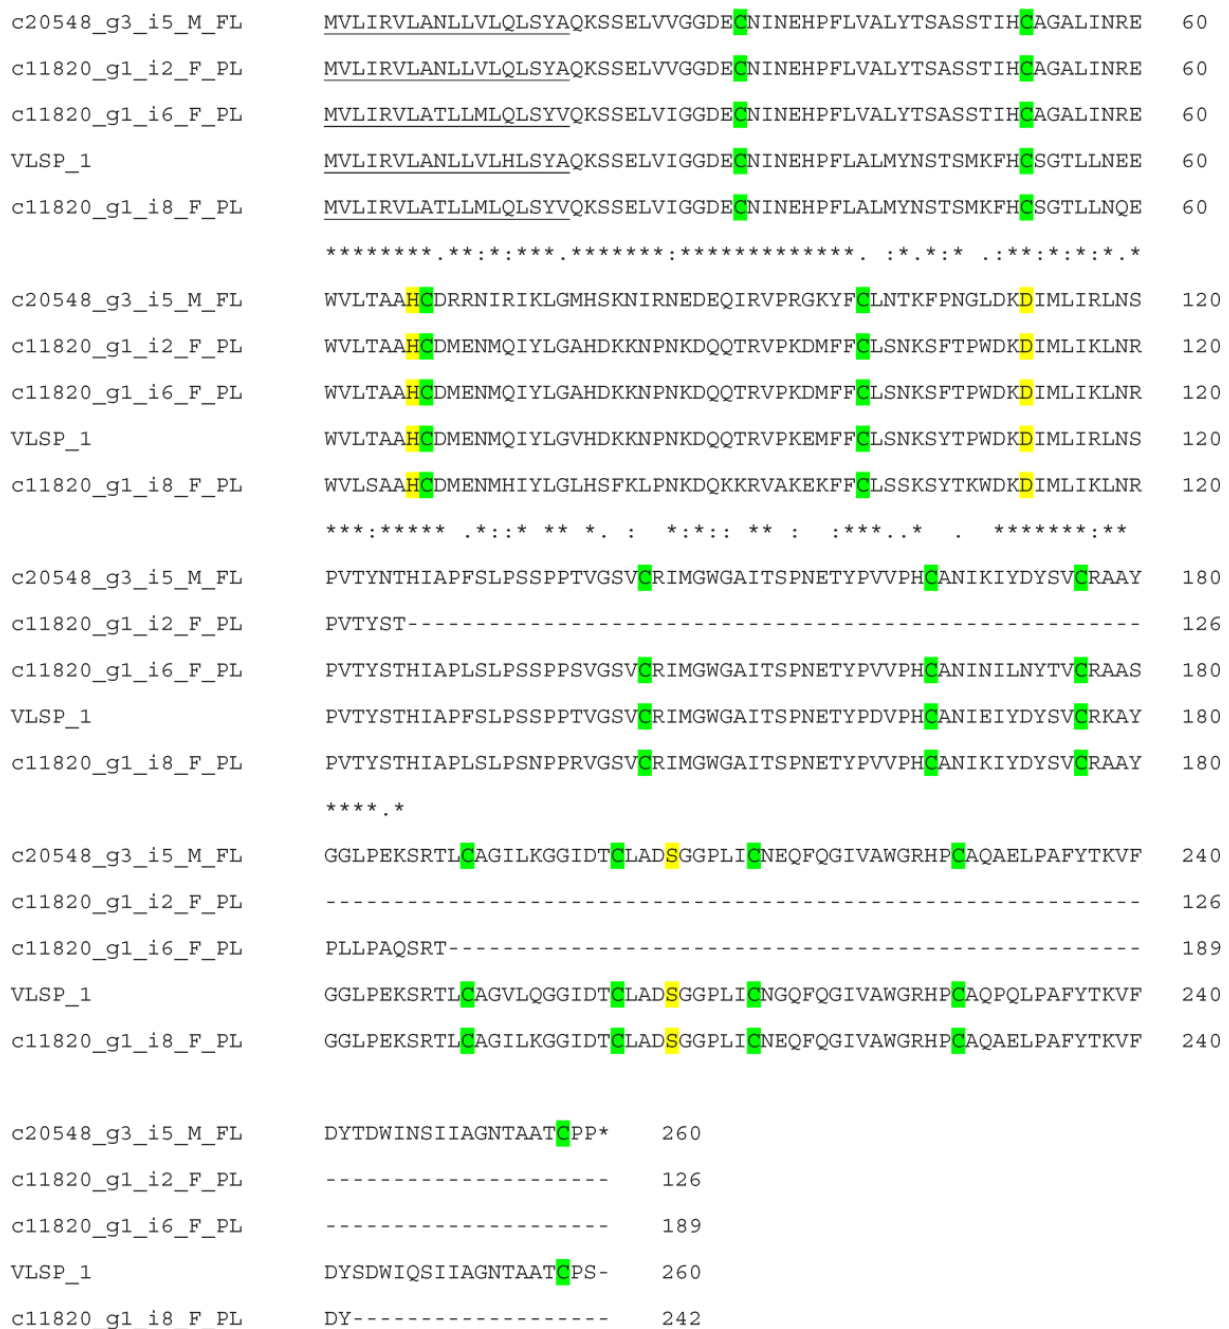 c20548_g3_i5_M_FL MVLIRVLANLLVLQLSYAQKSSELVVGGDECNINEHPFLVALYTSASSTIHCAGALINRE 60
c11820_g1_i2_F_PL MVLIRVLANLLVLQLSYAQKSSELVVGGDECNINEHPFLVALYTSASSTIHCAGALINRE 60
c11820_g1_i6_F_PL MVLIRVLATLLMLQLSYVQKSSELVIGGDECNINEHPFLVALYTSASSTIHCAGALINRE 60
VLSP_1 MVLIRVLANLLVLHLSYAQKSSELVIGGDECNINEHPFLALMYNSTSMKFHCSGTLLNEE 60
c11820_g1_i8_F_PL MVLIRVLATLLMLQLSYVQKSSELVIGGDECNINEHPFLALMYNSTSMKFHCSGTLLNQE 60
********.**:*:***.*******:*************. :*.*:* .:**:*:*:*.*
c20548_g3_i5_M_FL WVLTAAHCDRRNIRIKLGMHSKNIRNEDEQIRVPRGKYFCLNTKFPNGLDKDIMLIRLNS 120
c11820_g1_i2_F_PL WVLTAAHCDMENMQIYLGAHDKKNPNKDQQTRVPKDMFFCLSNKSFTPWDKDIMLIKLNR 120
c11820_g1_i6_F_PL WVLTAAHCDMENMQIYLGAHDKKNPNKDQQTRVPKDMFFCLSNKSFTPWDKDIMLIKLNR 120
VLSP_1 WVLTAAHCDMENMQIYLGVHDKKNPNKDQQTRVPKEMFFCLSNKSYTPWDKDIMLIRLNS 120
c11820_g1_i8_F_PL WVLSAAHCDMENMHIYLGLHSFKLPNKDQKKRVAKEKFFCLSSKSYTKWDKDIMLIKLNR 120
***:***** .*::* ** *. :  *:*:: ** :  :***..*  .  *******:**
c20548_g3_i5_M_FL PVTYNTHIAPFSLPSSPPTVGSVCRIMGWGAITSPNETYPVVPHCANIKIYDYSVCRAAY 180
c11820_g1_i2_F_PL PVTYST------------------------------------------------------ 126
c11820_g1_i6_F_PL PVTYSTHIAPLSLPSSPPSVGSVCRIMGWGAITSPNETYPVVPHCANINILNYTVCRAAS 180
VLSP_1 PVTYSTHIAPFSLPSSPPTVGSVCRIMGWGAITSPNETYPDVPHCANIEIYDYSVCRKAY 180
c11820_g1_i8_F_PL PVTYSTHIAPLSLPSNPPRVGSVCRIMGWGAITSPNETYPVVPHCANIKIYDYSVCRAAY 180
****.*
c20548_g3_i5_M_FL GGLPEKSRTLCAGILKGGIDTCLADSGGPLICNEQFQGIVAWGRHPCAQAELPAFYTKVF 240
c11820_g1_i2_F_PL ------------------------------------------------------------ 126
c11820_g1_i6_F_PL PLLPAQSRT--------------------------------------------------- 189
VLSP_1 GGLPEKSRTLCAGVLQGGIDTCLADSGGPLICNGQFQGIVAWGRHPCAQPQLPAFYTKVF 240
c11820_g1_i8_F_PL GGLPEKSRTLCAGILKGGIDTCLADSGGPLICNEQFQGIVAWGRHPCAQAELPAFYTKVF 240
c20548_g3_i5_M_FL DYTDWINSIIAGNTAATCPP* 260
c11820_g1_i2_F_PL --------------------- 126
c11820_g1_i6_F_PL --------------------- 189
VLSP_1 DYSDWIQSIIAGNTAATCPS- 260
c11820_g1_i8_F_PL DY------------------- 242